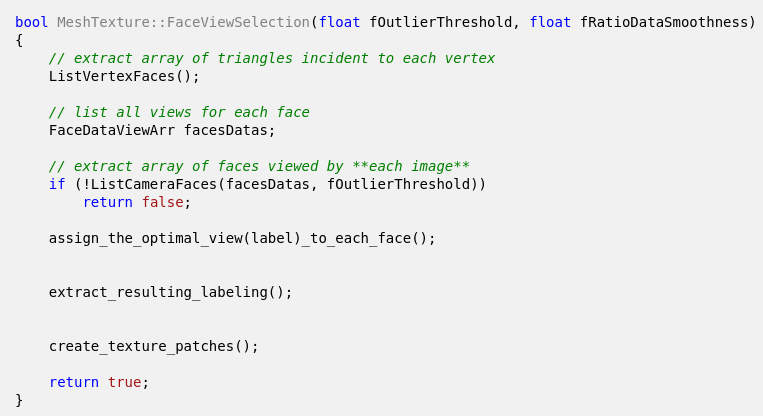 bool MeshTexture::FaceViewSelection(float fOutlierThreshold, float fRatioDataSmoothness)
{
    // extract array of triangles incident to each vertex
    ListVertexFaces();

    // list all views for each face
    FaceDataViewArr facesDatas;

    // extract array of faces viewed by **each image**
    if (!ListCameraFaces(facesDatas, fOutlierThreshold))
        return false;

    assign_the_optimal_view(label)_to_each_face();

    extract_resulting_labeling();

    create_texture_patches();

    return true;
}